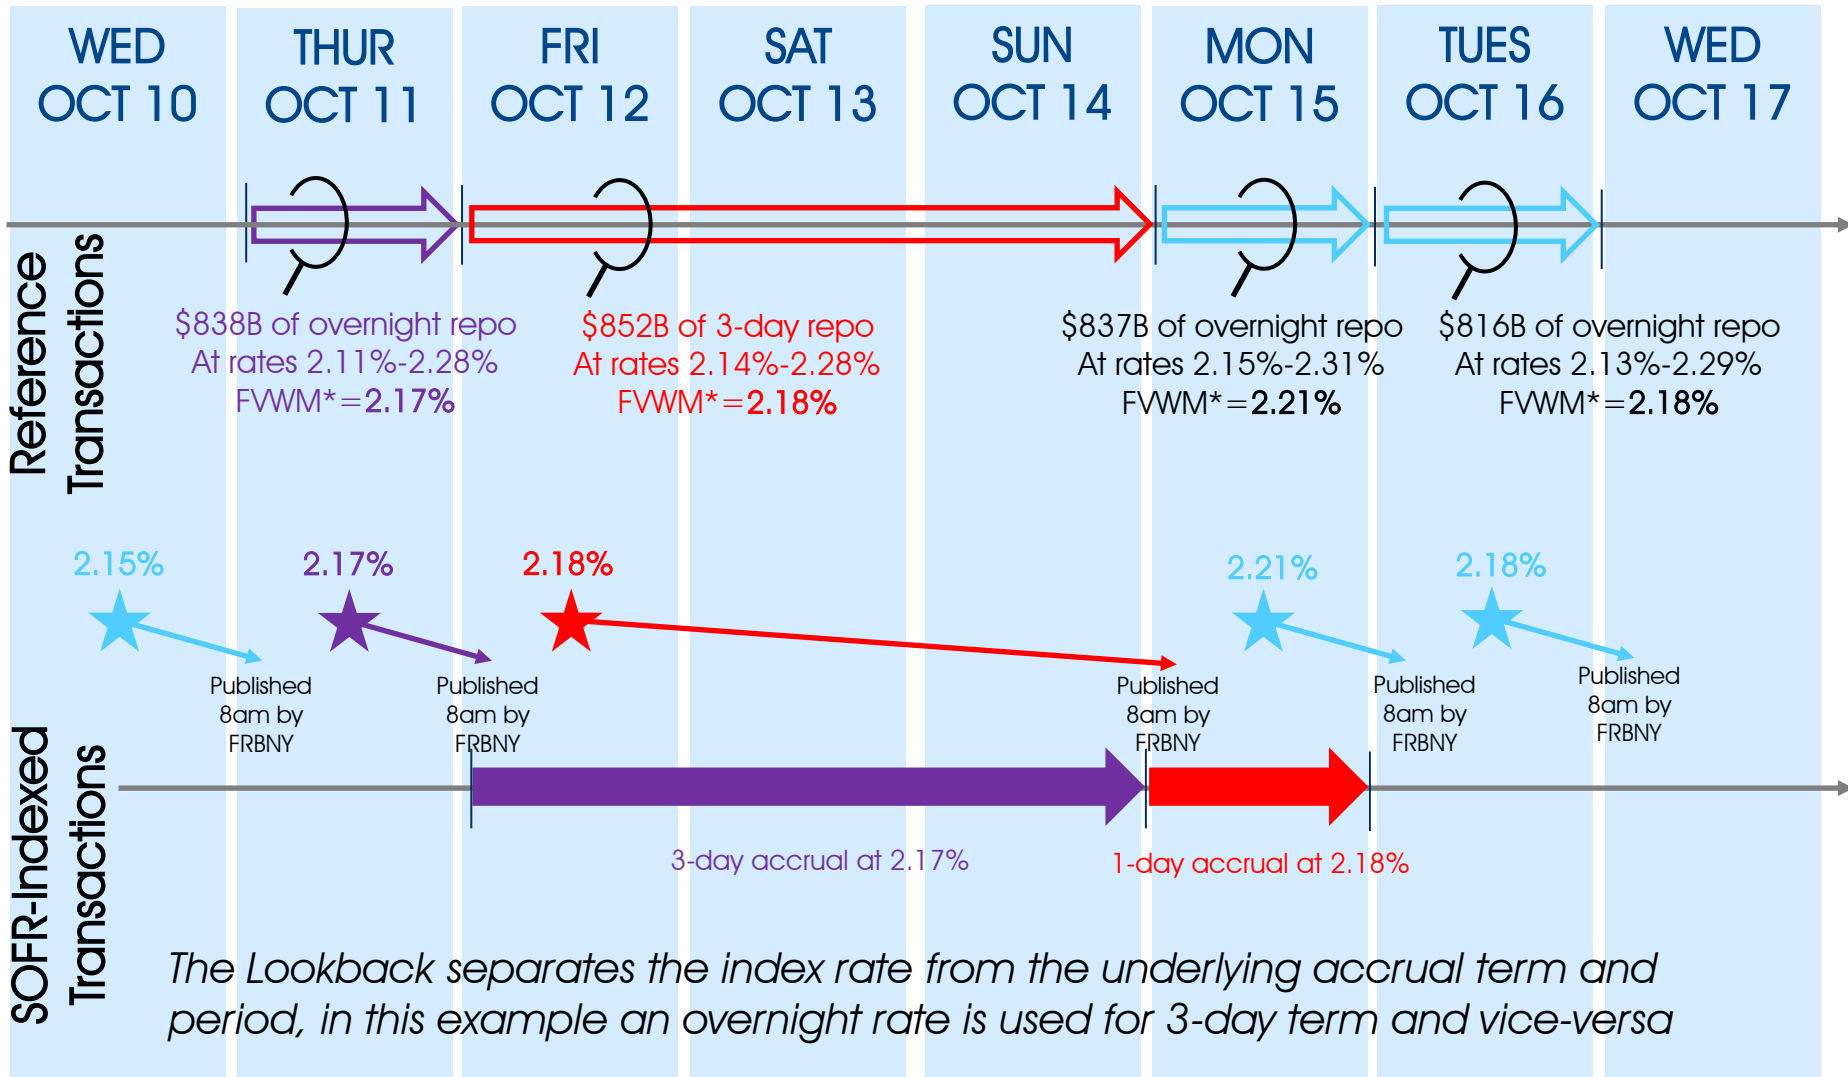 WED
OCT 10
THUR
OCT 11
FRI
OCT 12
SAT
OCT 13
SUN
OCT 14
MON
OCT 15
TUES
OCT 16
WED
OCT 17
Reference
Transactions
$838B of overnight repo
At rates 2.11%-2.28%
FVWM*=2.17%
$852B of 3-day repo
At rates 2.14%-2.28%
FVWM*=2.18%
$837B of overnight repo
At rates 2.15%-2.31%
FVWM*=2.21%
$816B of overnight repo
At rates 2.13%-2.29%
FVWM*=2.18%
2.15%
2.17%
2.18%
2.21%
2.18%
Published
8am by
FRBNY
Published
8am by
FRBNY
Published
8am by
FRBNY
Published
8am by
FRBNY
Published
8am by
FRBNY
SOFR-Indexed
Transactions
3-day accrual at 2.17%
1-day accrual at 2.18%
The Lookback separates the index rate from the underlying accrual term and
period, in this example an overnight rate is used for 3-day term and vice-versa